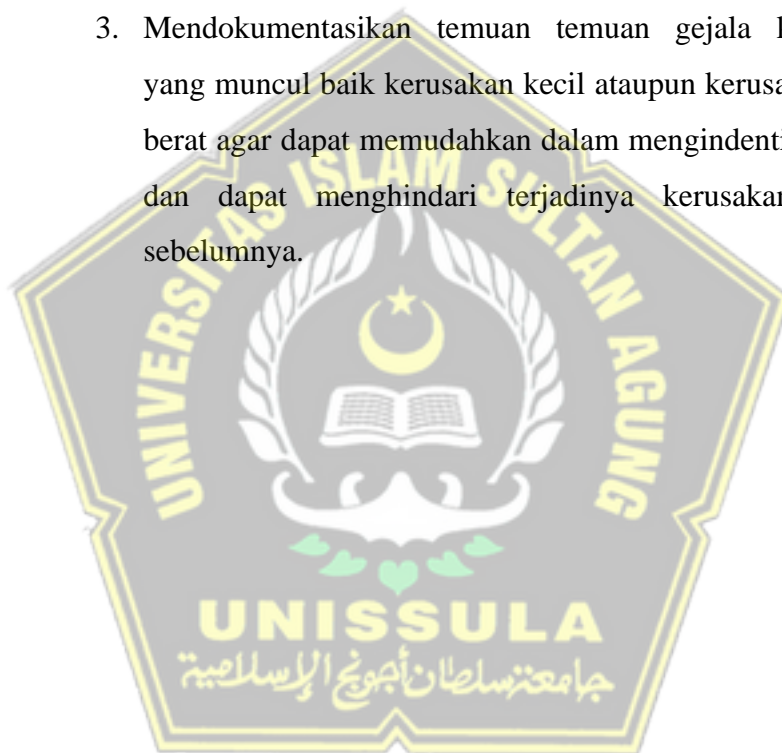 3. Mendokumentasikan temuan temuan gejala
yang muncul baik kerusakan kecil ataupun
berat agar dapat memudahkan dalam
dan dapat menghindari terjadinya
sebelumnya.
UNIVERSITAS ISLAM SULTAN AGUNG
UNISSULA
جامعة سلطان أجونج الإسلامية